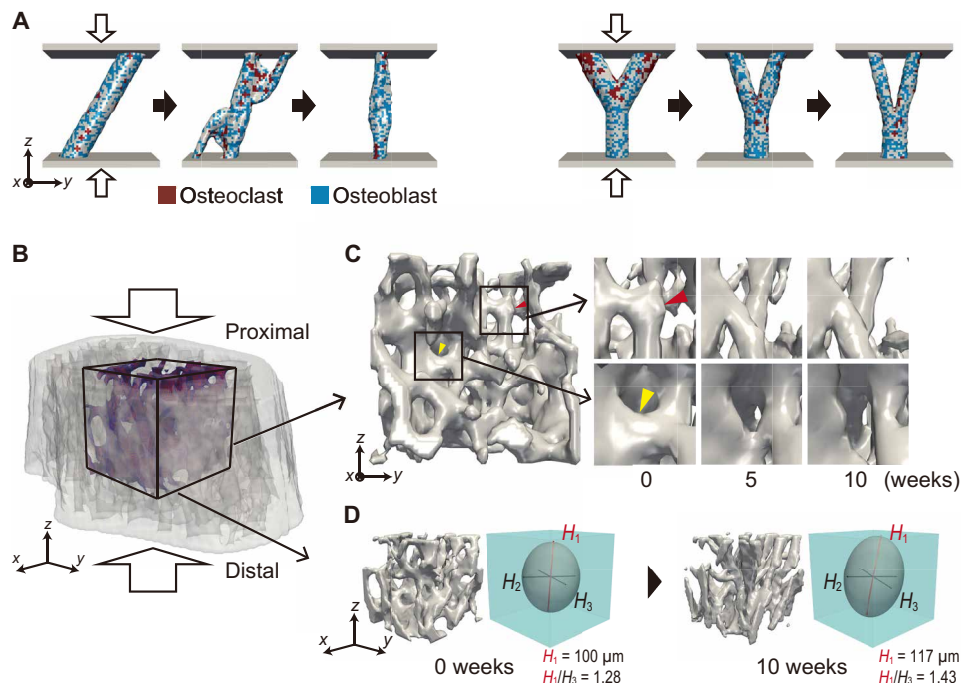 A
z
x
y
Osteoclast
Osteoblast
B
Proximal
z
x
y
Distal
C
z
x
y
0
5
10 (weeks)
D
z
x
y
H1
H2
H3
0 weeks
H1 = 100 µm
H1/H3 = 1.28
H1
H2
H3
10 weeks
H1 = 117 µm
H1/H3 = 1.43